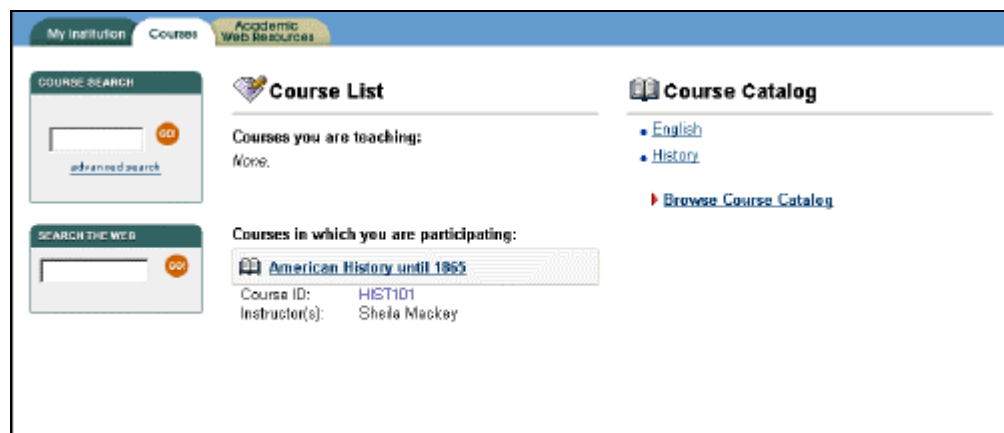 My Institution
Courses
Academic
Web Resources
COURSE SEARCH
GO!
advanced search
SEARCH THE WEB
GO!
Course List
Courses you are teaching:
None.
Courses in which you are participating:
American History until 1865
Course ID: HIST101
Instructor(s): Sheila Mackey
Course Catalog
English
History
Browse Course Catalog